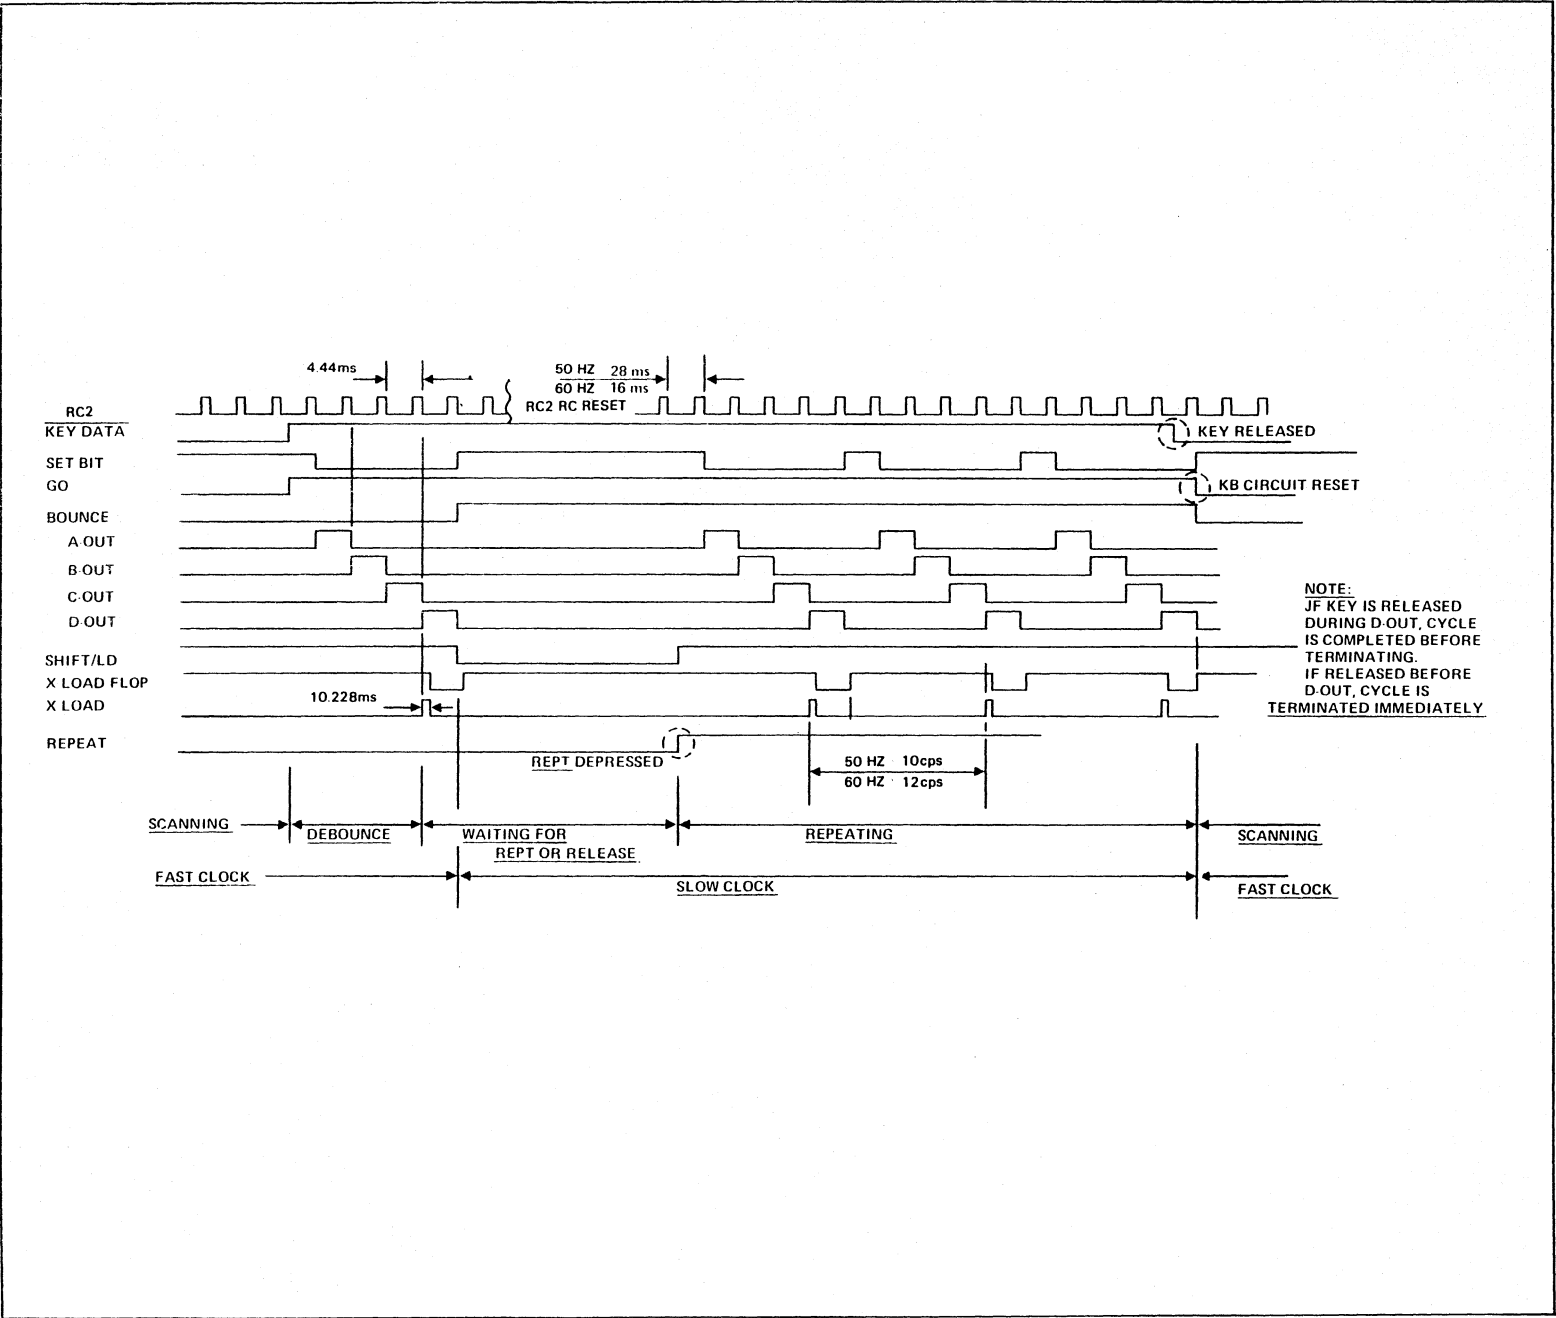 4.44ms
50 HZ 28 ms
60 HZ 16 ms
RC2
RC2 RC RESET
KEY DATA
KEY RELEASED
SET BIT
GO
KB CIRCUIT RESET
BOUNCE
A·OUT
B·OUT
C·OUT
D·OUT
SHIFT/LD
X LOAD FLOP
10.228ms
X LOAD
REPEAT
REPT DEPRESSED
50 HZ · 10cps
60 HZ · 12cps
NOTE:
JF KEY IS RELEASED
DURING D·OUT, CYCLE
IS COMPLETED BEFORE
TERMINATING.
IF RELEASED BEFORE
D·OUT, CYCLE IS
TERMINATED IMMEDIATELY
SCANNING
DEBOUNCE
WAITING FOR
REPT OR RELEASE
REPEATING
SCANNING
FAST CLOCK
SLOW CLOCK
FAST CLOCK